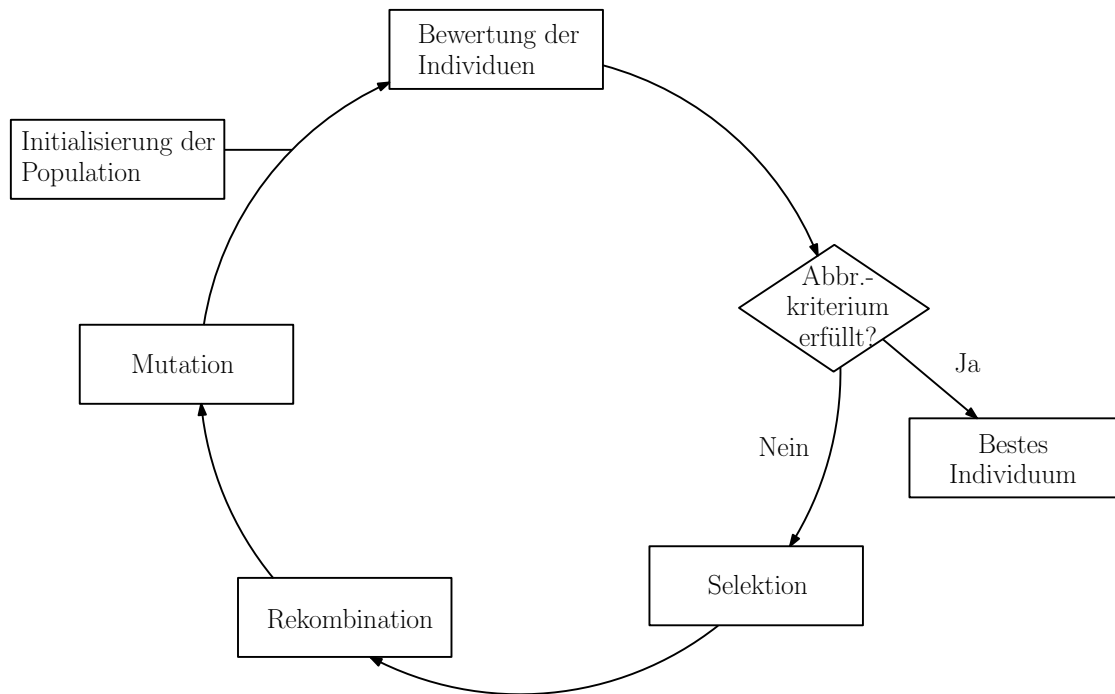 Bewertung der
Individuen
Initialisierung der
Population
Abbr.-
kriterium
erfüllt?
Mutation
Ja
Nein
Bestes
Individuum
Selektion
Rekombination